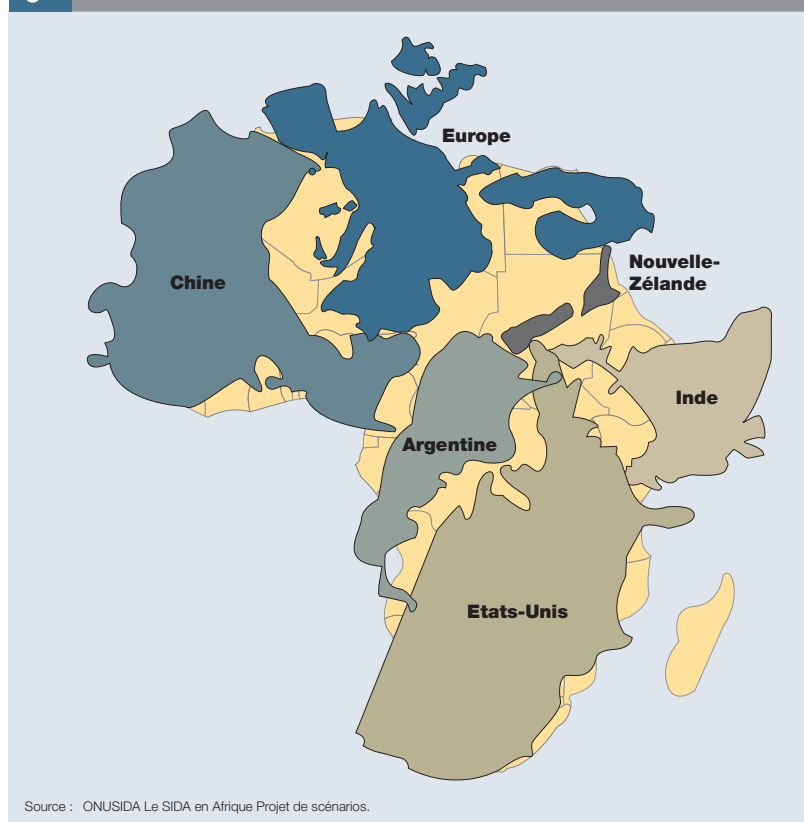 Europe
Nouvelle-
Zélande
Chine
Inde
Argentine
Etats-Unis
Source : ONUSIDA Le SIDA en Afrique Projet de scénarios.